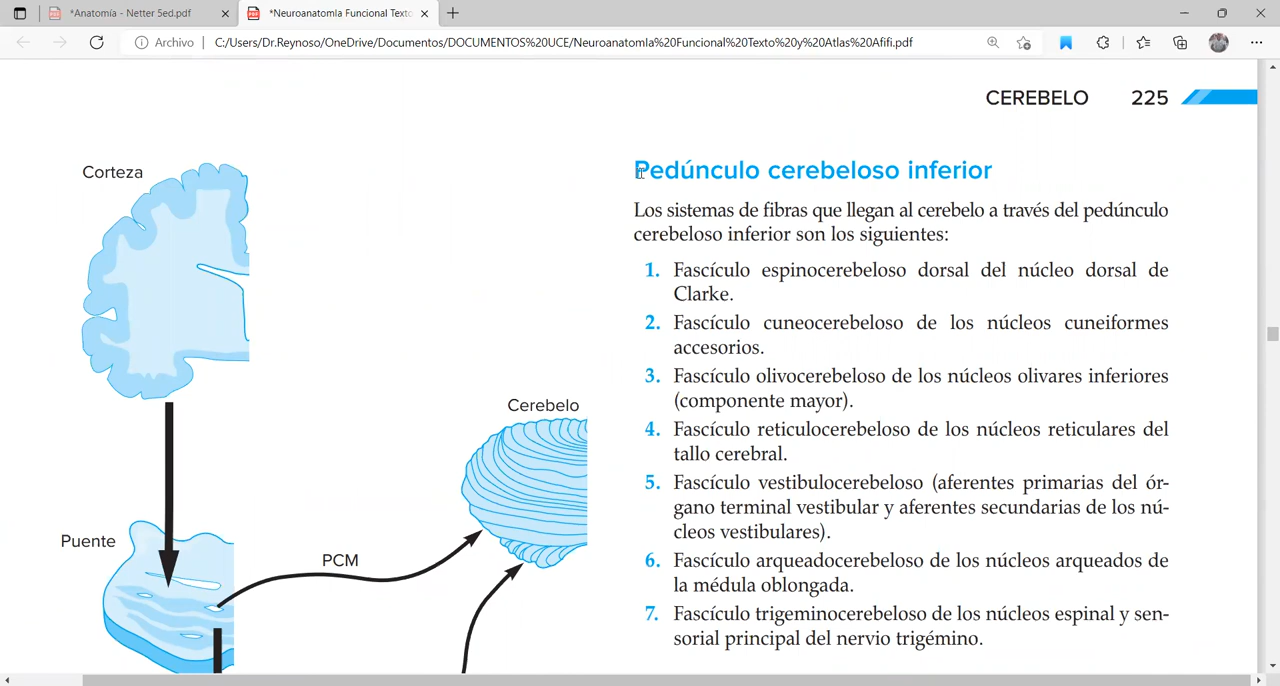 *Anatomía - Netter 5ed.pdf
*NeuroanatomIa Funcional Texto
Archivo
C:/Users/Dr.Reynoso/OneDrive/Documentos/DOCUMENTOS%20UCE/NeuroanatomIa%20Funcional%20Texto%20y%20Atlas%20Afifi.pdf
CEREBELO 225
Corteza
Cerebelo
Puente
PCM
Pedúnculo cerebeloso inferior
Los sistemas de fibras que llegan al cerebelo a través del pedúnculo
cerebeloso inferior son los siguientes:
1. Fascículo espinocerebeloso dorsal del núcleo dorsal de
Clarke.
2. Fascículo cuneocerebeloso de los núcleos cuneiformes
accesorios.
3. Fascículo olivocerebeloso de los núcleos olivares inferiores
(componente mayor).
4. Fascículo reticulocerebeloso de los núcleos reticulares del
tallo cerebral.
5. Fascículo vestibulocerebeloso (aferentes primarias del ór-
gano terminal vestibular y aferentes secundarias de los nú-
cleos vestibulares).
6. Fascículo arqueadocerebeloso de los núcleos arqueados de
la médula oblongada.
7. Fascículo trigeminocerebeloso de los núcleos espinal y sen-
sorial principal del nervio trigémino.